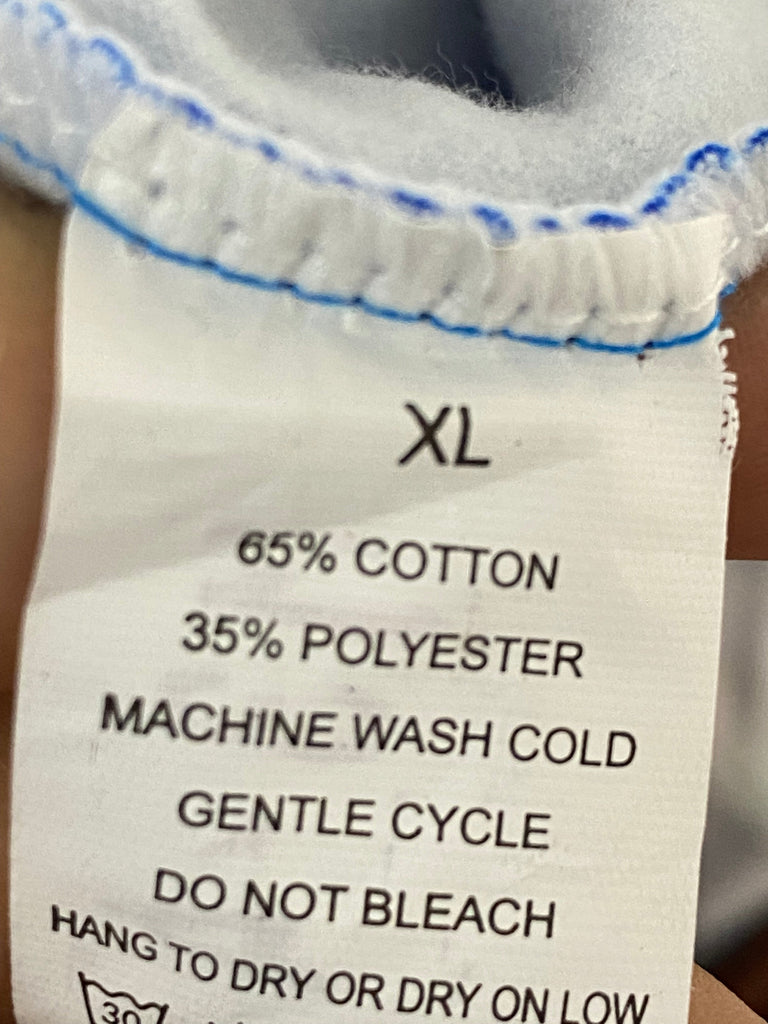 XL
65% COTTON
35% POLYESTER
MACHINE WASH COLD
GENTLE CYCLE
DO NOT BLEACH
HANG TO DRY OR DRY ON LOW
30